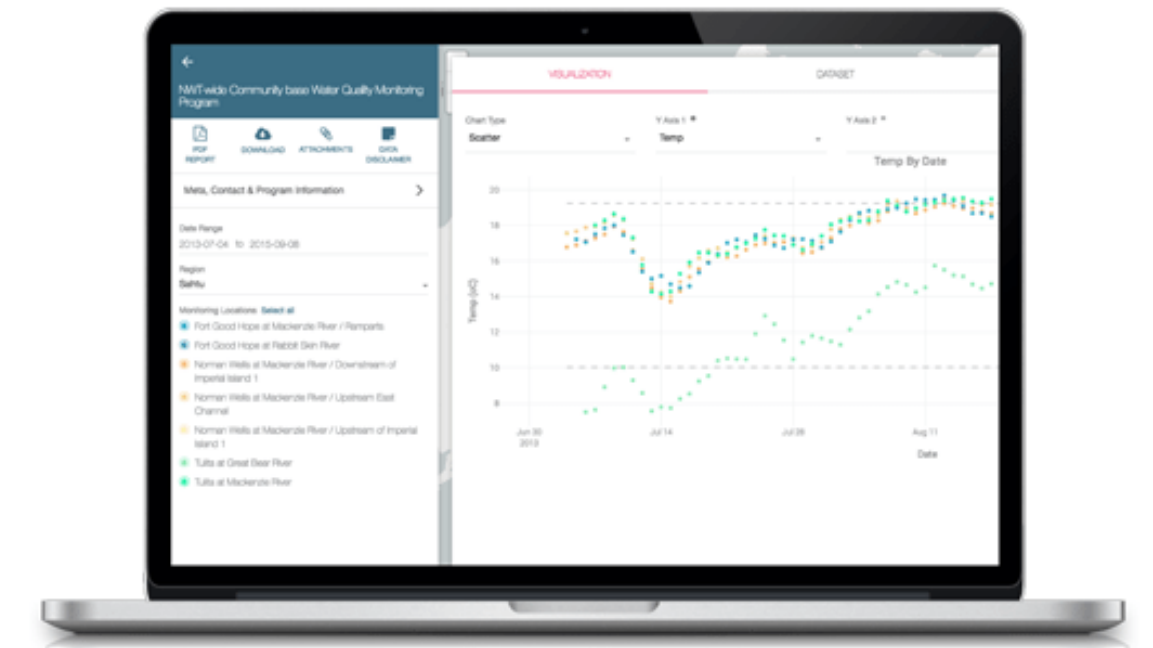 NWT-wide Community base Water Quality Monitoring
Program
PDF
REPORT
DOWNLOAD
ATTACHMENTS
DATA
DISCLAIMER
Meta, Contact & Program Information
Date Range
2013-07-04 to 2015-09-08
Region
Sahtu
Monitoring Locations Select all
Fort Good Hope at Mackenzie River / Ramparts
Fort Good Hope at Rabbit Skin River
Norman Wells at Mackenzie River / Downstream of
Imperial Island 1
Norman Wells at Mackenzie River / Upstream East
Channel
Norman Wells at Mackenzie River / Upstream of Imperial
Island 1
Tulita at Great Bear River
Tulita at Mackenzie River
VISUALIZATION
DATASET
Chart Type
Scatter
Y Axis 1 *
Temp
Y Axis 2 *
Temp By Date
20
18
16
14
12
10
8
Temp (oC)
Jun 30
2013
Jul 14
Jul 28
Aug 11
Date